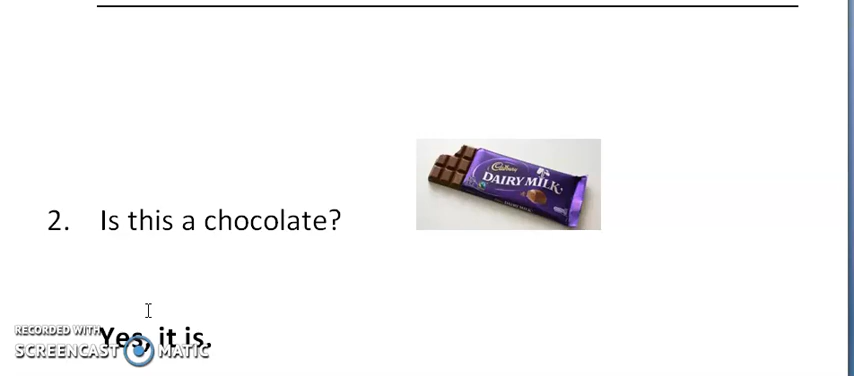 Cadbury
DAIRY MILK
2. Is this a chocolate?
Yes, it is.
RECORDED WITH
SCREENCAST MATIC